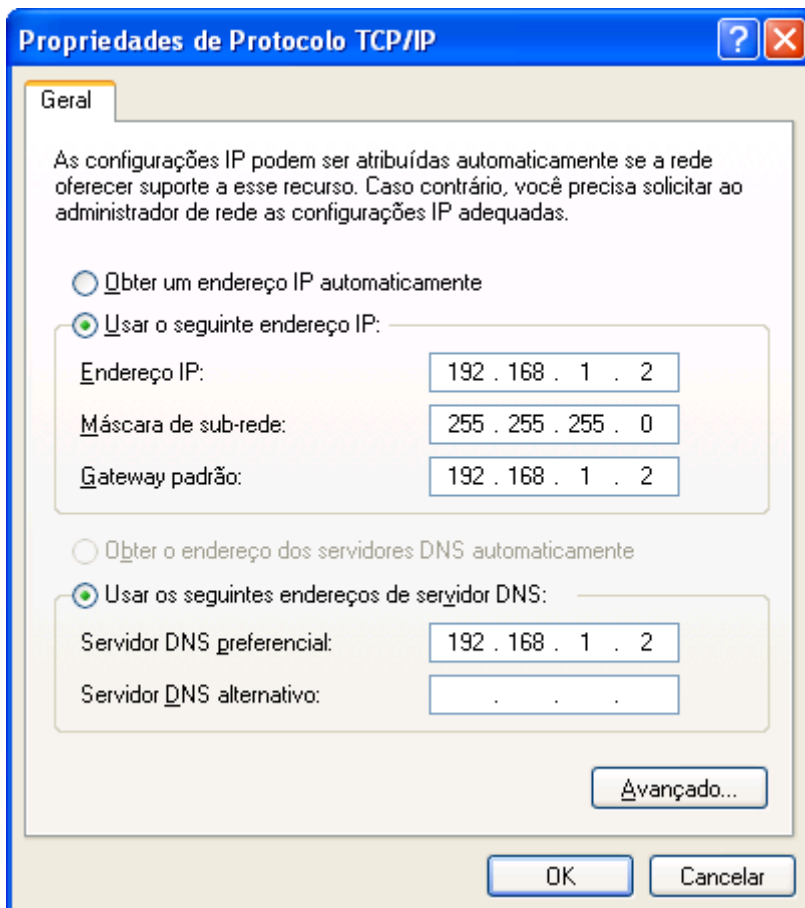 Propriedades de Protocolo TCP/IP
Geral
As configurações IP podem ser atribuídas automaticamente se a rede
oferecer suporte a esse recurso. Caso contrário, você precisa solicitar ao
administrador de rede as configurações IP adequadas.
Obter um endereço IP automaticamente
Usar o seguinte endereço IP:
Endereço IP: 192 . 168 . 1 . 2
Máscara de sub-rede: 255 . 255 . 255 . 0
Gateway padrão: 192 . 168 . 1 . 2
Obter o endereço dos servidores DNS automaticamente
Usar os seguintes endereços de servidor DNS:
Servidor DNS preferencial: 192 . 168 . 1 . 2
Servidor DNS alternativo: . . .
Avançado...
OK Cancelar